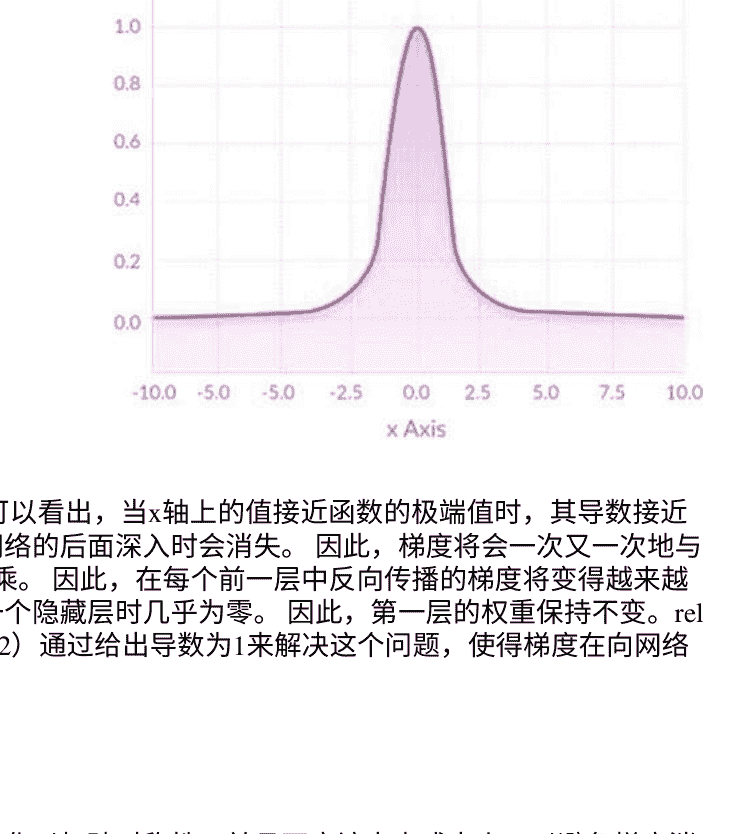 1.0
0.8
0.6
0.4
0.2
0.0
-10.0 -5.0 -5.0 -2.5 0.0 2.5 5.0 7.5 10.0
x Axis
可以看出，当x轴上的值接近函数的极端值时，其导数接近
网络的后面深入时会消失。 因此，梯度将会一次又一次地与
乘。 因此，在每个前一层中反向传播的梯度将变得越来越
一个隐藏层时几乎为零。 因此，第一层的权重保持不变。rel
2）通过给出导数为1来解决这个问题，使得梯度在向网络